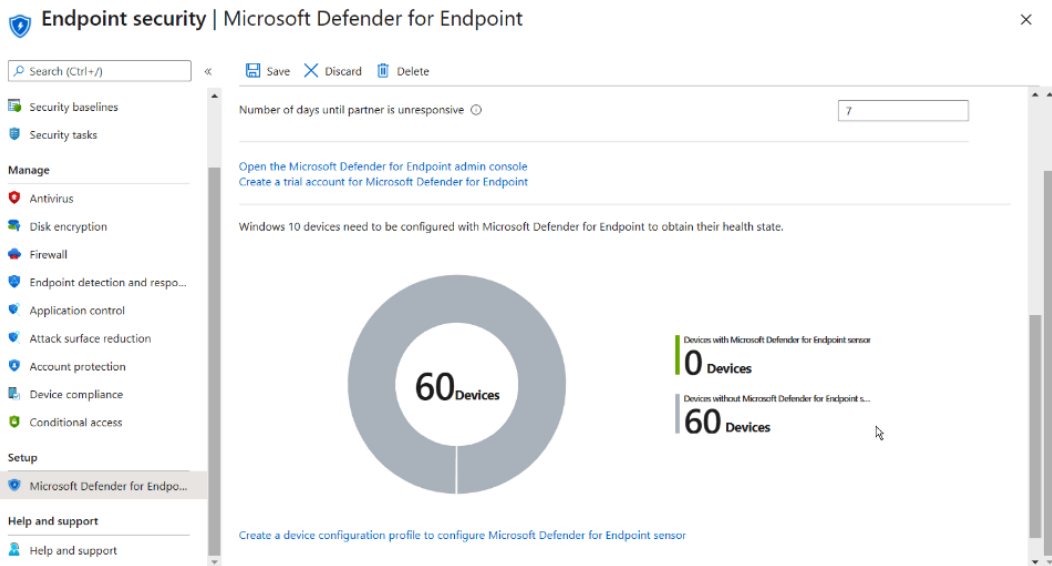 Endpoint security | Microsoft Defender for Endpoint
Search (Ctrl+/)
Security baselines
Security tasks
Manage
Antivirus
Disk encryption
Firewall
Endpoint detection and respo...
Application control
Attack surface reduction
Account protection
Device compliance
Conditional access
Setup
Microsoft Defender for Endpo...
Help and support
Help and support
Save Discard Delete
Number of days until partner is unresponsive
7
Open the Microsoft Defender for Endpoint admin console
Create a trial account for Microsoft Defender for Endpoint
Windows 10 devices need to be configured with Microsoft Defender for Endpoint to obtain their health state.
60 Devices
Devices with Microsoft Defender for Endpoint sensor
0 Devices
Devices without Microsoft Defender for Endpoint s...
60 Devices
Create a device configuration profile to configure Microsoft Defender for Endpoint sensor